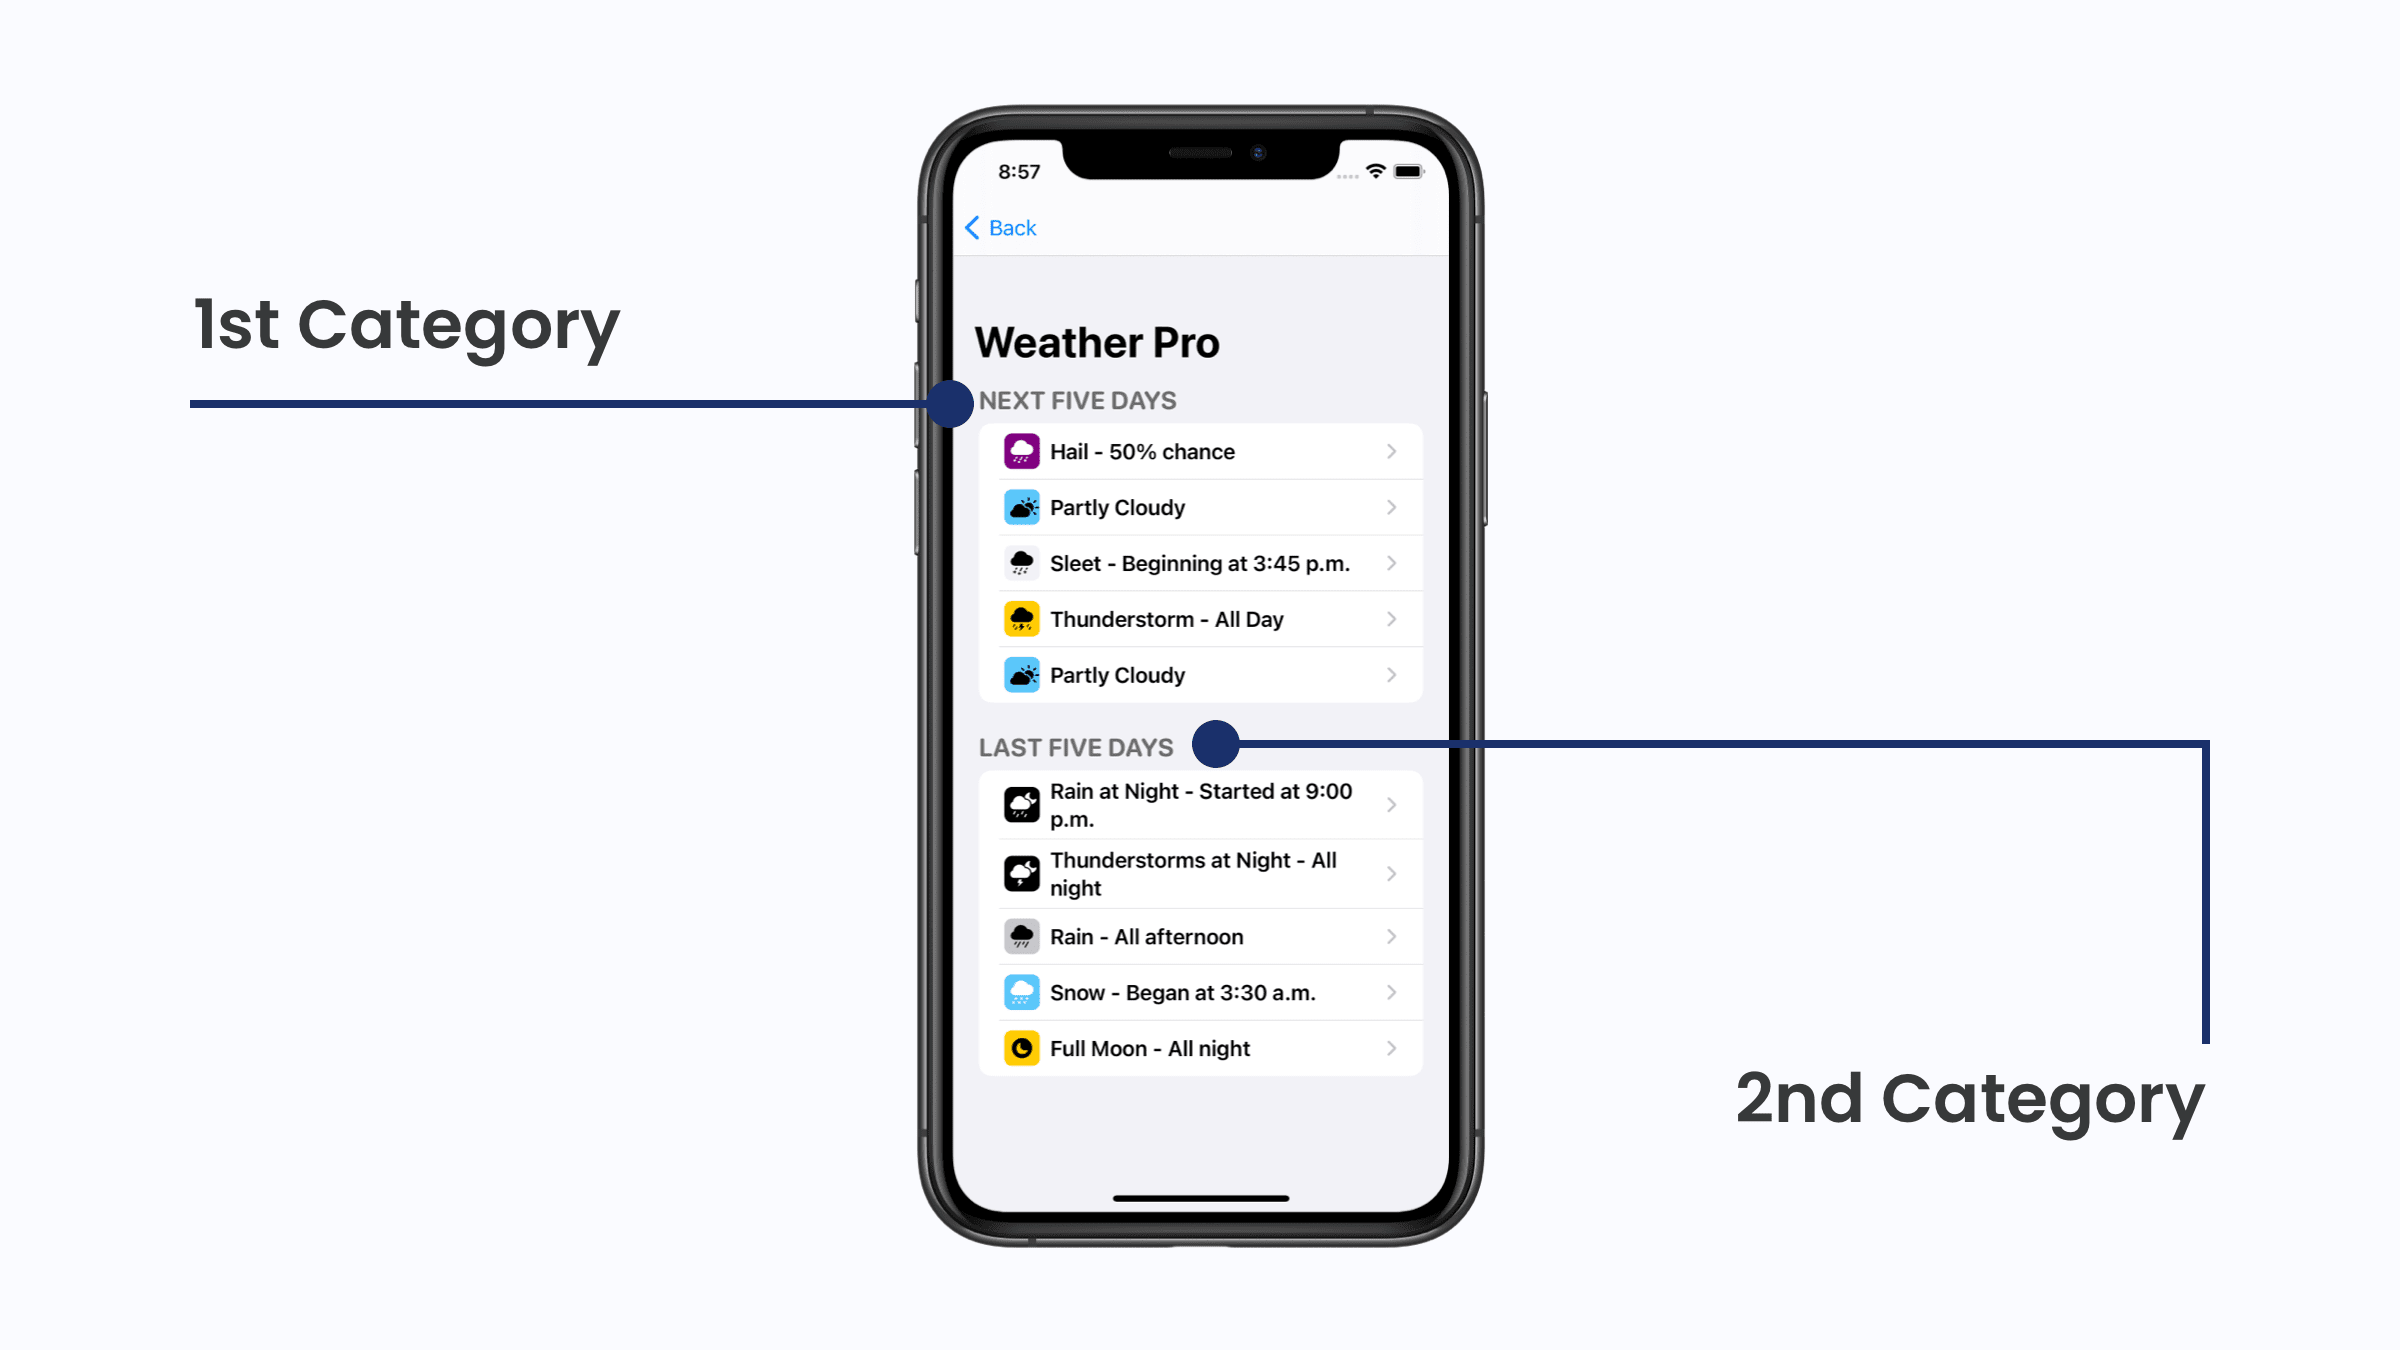 8:57
Back
1st Category
Weather Pro
NEXT FIVE DAYS
Hail - 50% chance
Partly Cloudy
Sleet - Beginning at 3:45 p.m.
Thunderstorm - All Day
Partly Cloudy
LAST FIVE DAYS
Rain at Night - Started at 9:00
p.m.
Thunderstorms at Night - All
night
Rain - All afternoon
Snow - Began at 3:30 a.m.
Full Moon - All night
2nd Category